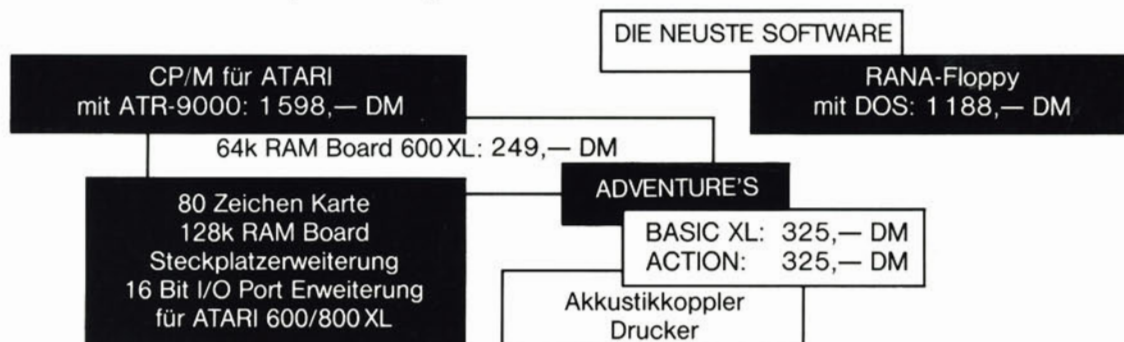 DIE NEUSTE SOFTWARE
CP/M für ATARI
mit ATR-9000: 1 598,— DM
RANA-Floppy
mit DOS: 1 188,— DM
64k RAM Board 600 XL: 249,— DM
ADVENTURE'S
80 Zeichen Karte
128k RAM Board
Steckplatzerweiterung
16 Bit I/O Port Erweiterung
für ATARI 600/800 XL
BASIC XL: 325,— DM
ACTION: 325,— DM
Akkustikkoppler
Drucker